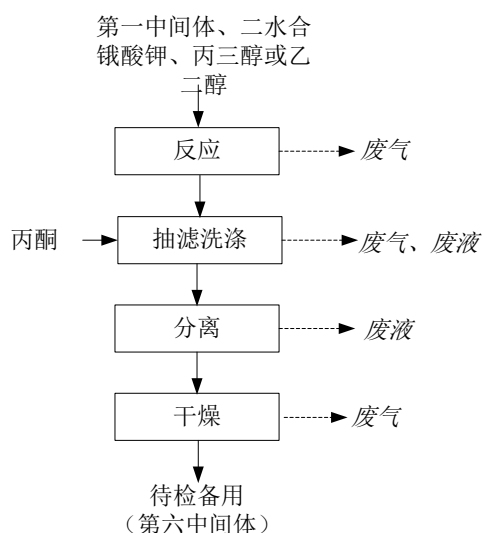 第一中间体、二水合
锇酸钾、丙三醇或乙
二醇
反应
废气
丙酮
抽滤洗涤
废气、废液
分离
废液
干燥
废气
待检备用
（第六中间体）